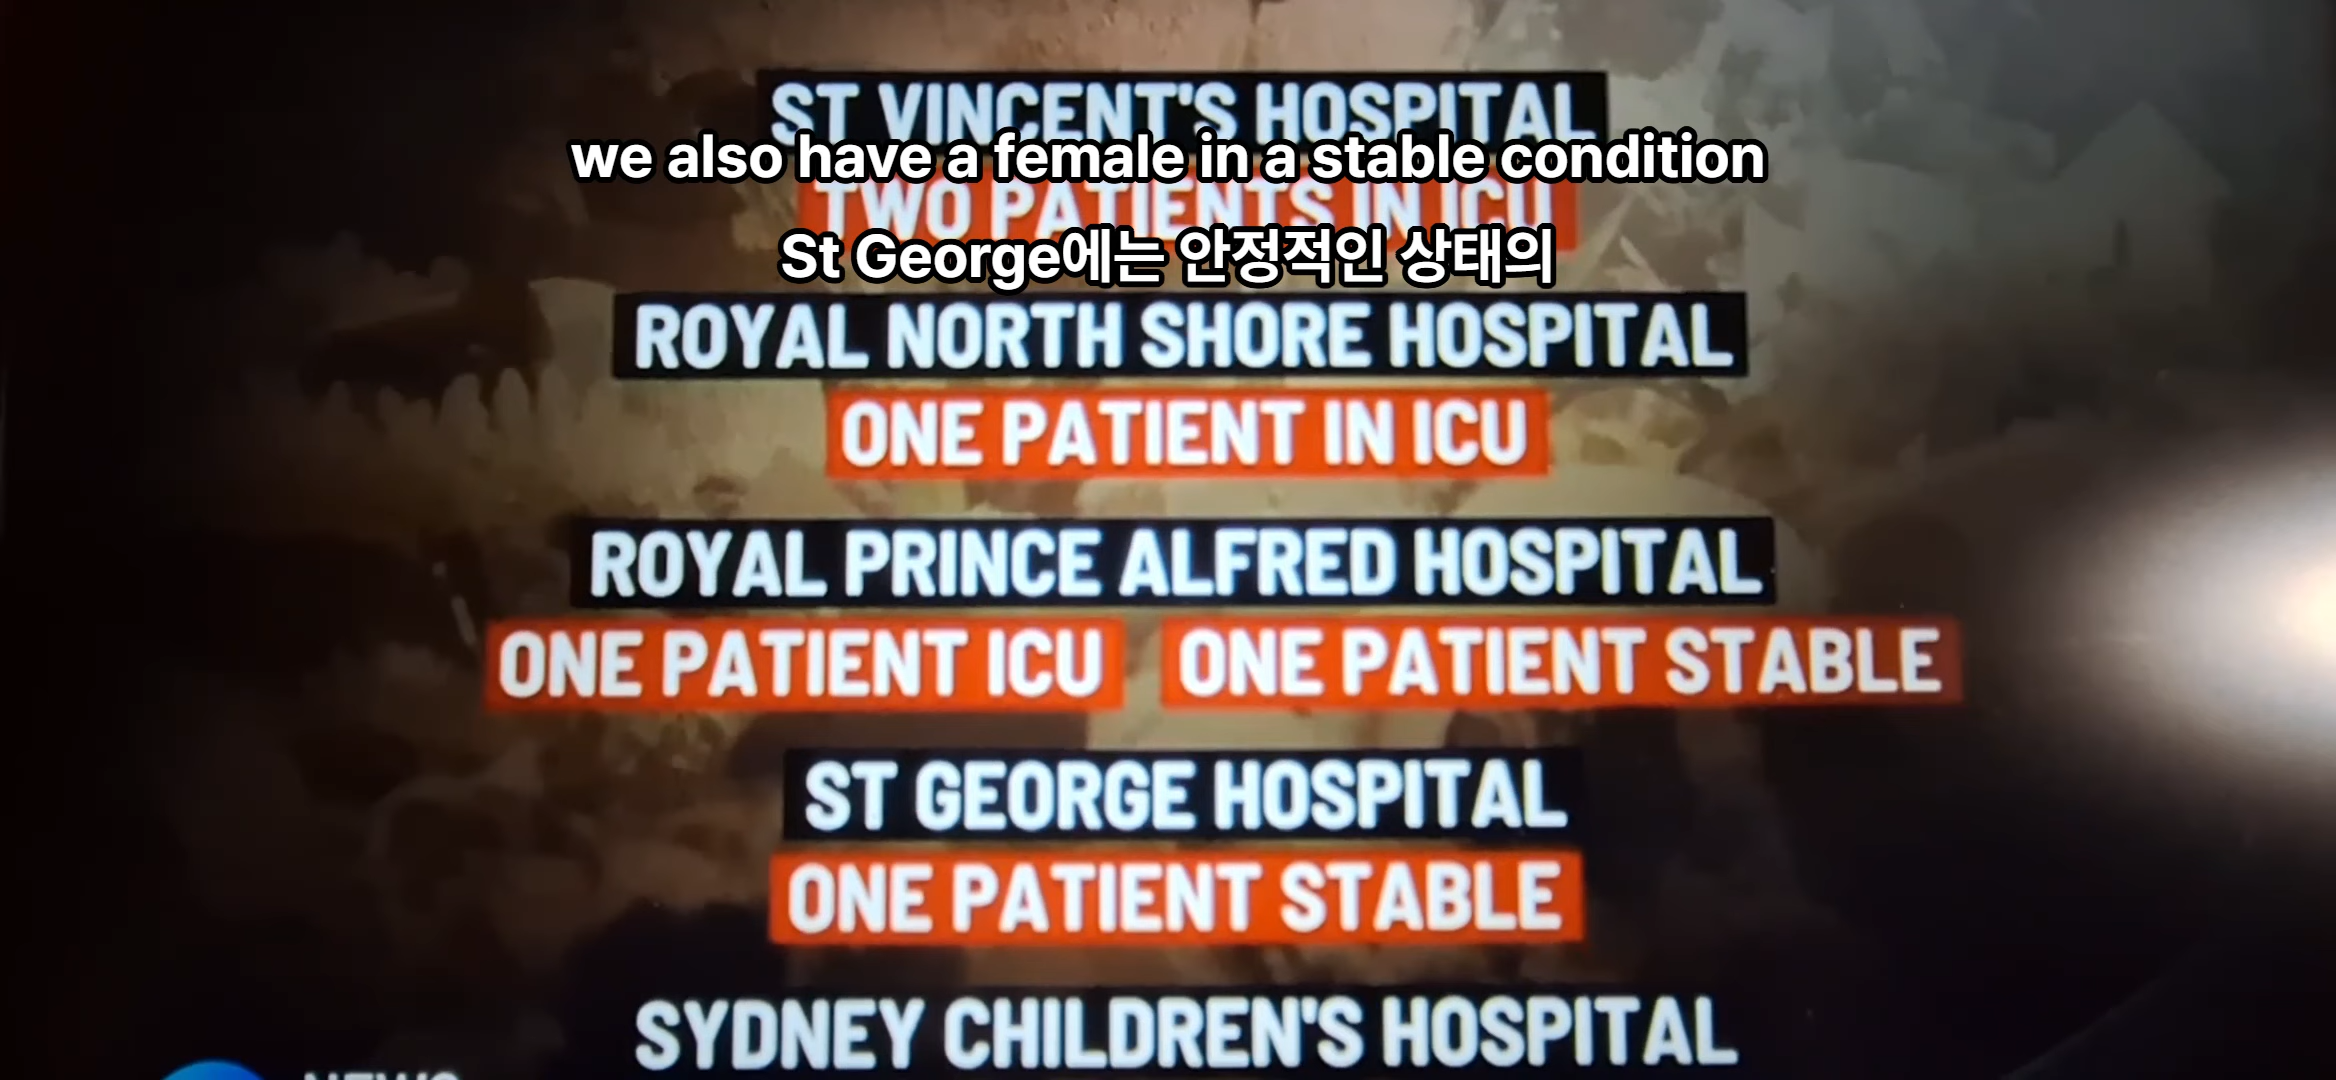 ST VINCENT'S HOSPITAL
we also have a female in a stable condition
TWO PATIENTS IN ICU
St George에는 안정적인 상태의
ROYAL NORTH SHORE HOSPITAL
ONE PATIENT IN ICU
ROYAL PRINCE ALFRED HOSPITAL
ONE PATIENT ICU ONE PATIENT STABLE
ST GEORGE HOSPITAL
ONE PATIENT STABLE
SYDNEY CHILDREN'S HOSPITAL
NEWS